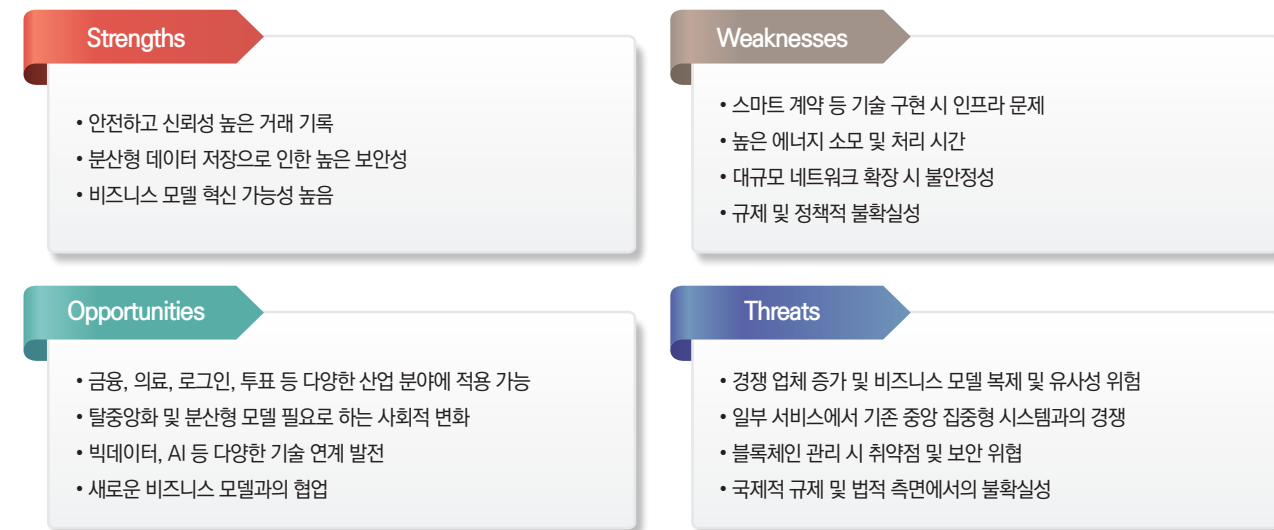 Strengths
• 안전하고 신뢰성 높은 거래 기록
• 분산형 데이터 저장으로 인한 높은 보안성
• 비즈니스 모델 혁신 가능성 높음
Weaknesses
• 스마트 계약 등 기술 구현 시 인프라 문제
• 높은 에너지 소모 및 처리 시간
• 대규모 네트워크 확장 시 불안정성
• 규제 및 정책적 불확실성
Opportunities
• 금융, 의료, 로그인, 투표 등 다양한 산업 분야에 적용 가능
• 탈중앙화 및 분산형 모델 필요로 하는 사회적 변화
• 빅데이터, AI 등 다양한 기술 연계 발전
• 새로운 비즈니스 모델과의 협업
Threats
• 경쟁 업체 증가 및 비즈니스 모델 복제 및 유사성 위험
• 일부 서비스에서 기존 중앙 집중형 시스템과의 경쟁
• 블록체인 관리 시 취약점 및 보안 위협
• 국제적 규제 및 법적 측면에서의 불확실성